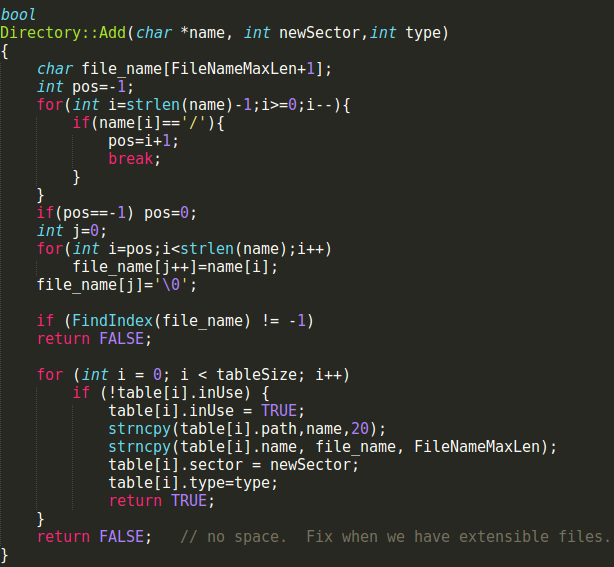 bool
Directory::Add(char *name, int newSector,int type)
{
    char file_name[FileNameMaxLen+1];
    int pos=-1;
    for(int i=strlen(name)-1;i>=0;i--){
        if(name[i]=='/'){
            pos=i+1;
            break;
        }
    }
    if(pos==-1) pos=0;
    int j=0;
    for(int i=pos;i<strlen(name);i++)
        file_name[j++]=name[i];
    file_name[j]='\0';

    if (FindIndex(file_name) != -1)
    return FALSE;

    for (int i = 0; i < tableSize; i++)
        if (!table[i].inUse) {
            table[i].inUse = TRUE;
            strncpy(table[i].path,name,20);
            strncpy(table[i].name, file_name, FileNameMaxLen);
            table[i].sector = newSector;
            table[i].type=type;
            return TRUE;
    }
    return FALSE;   // no space.  Fix when we have extensible files.
}